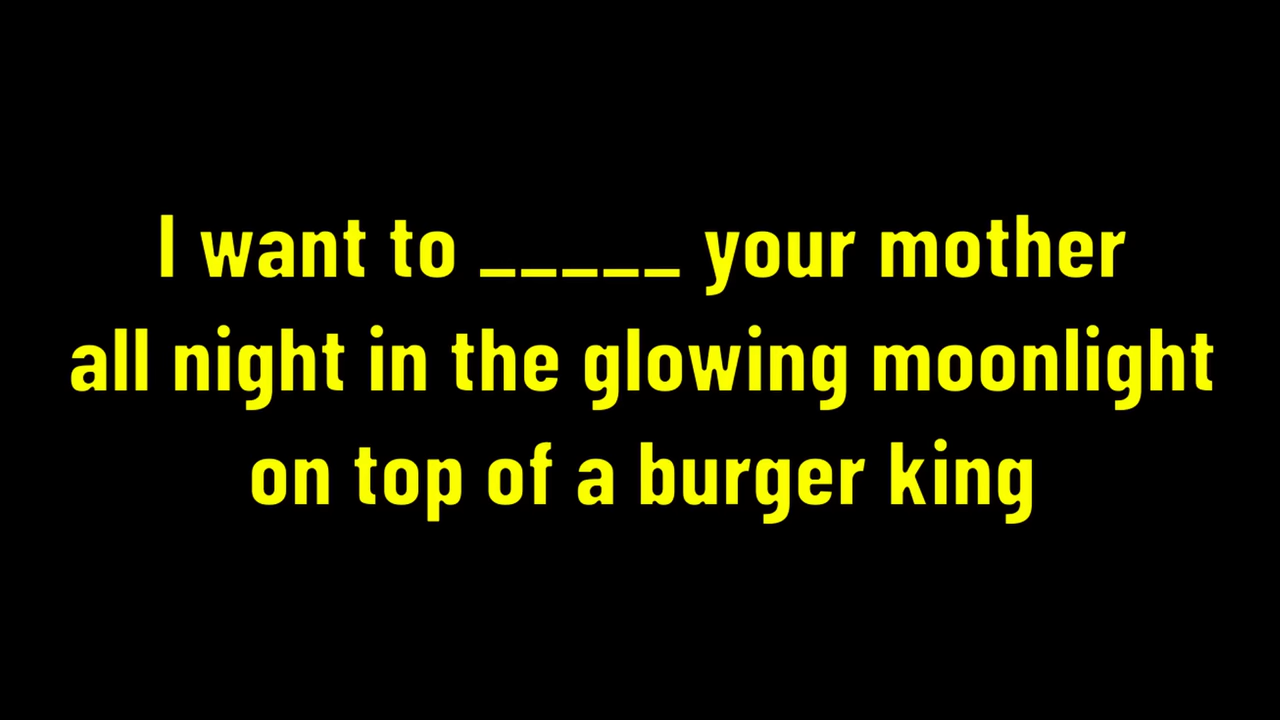 I want to _____ your mother
all night in the glowing moonlight
on top of a burger king